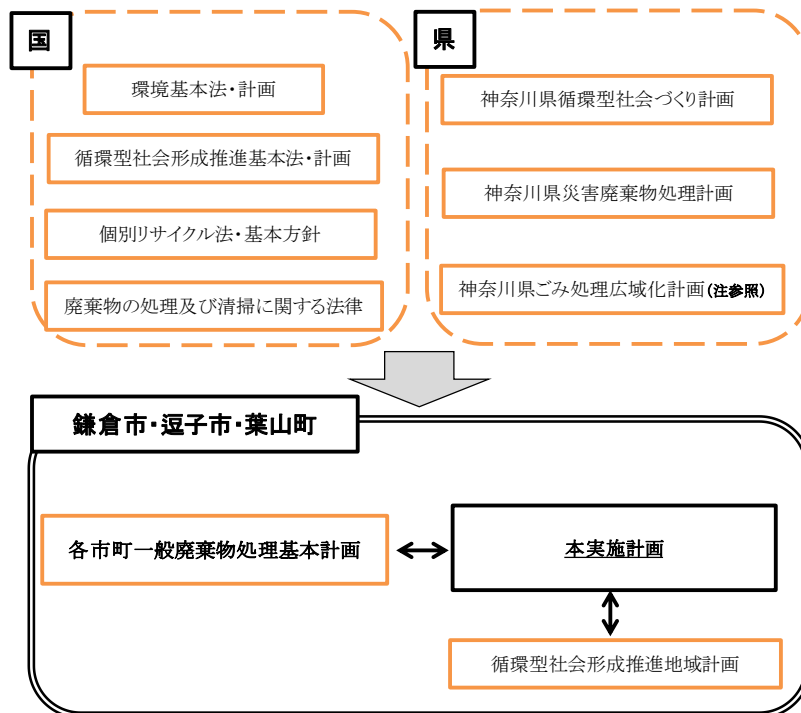 国
環境基本法・計画
循環型社会形成推進基本法・計画
個別リサイクル法・基本方針
廃棄物の処理及び清掃に関する法律
県
神奈川県循環型社会づくり計画
神奈川県災害廃棄物処理計画
神奈川県ごみ処理広域化計画(注参照)
鎌倉市・逗子市・葉山町
各市町一般廃棄物処理基本計画
本実施計画
循環型社会形成推進地域計画